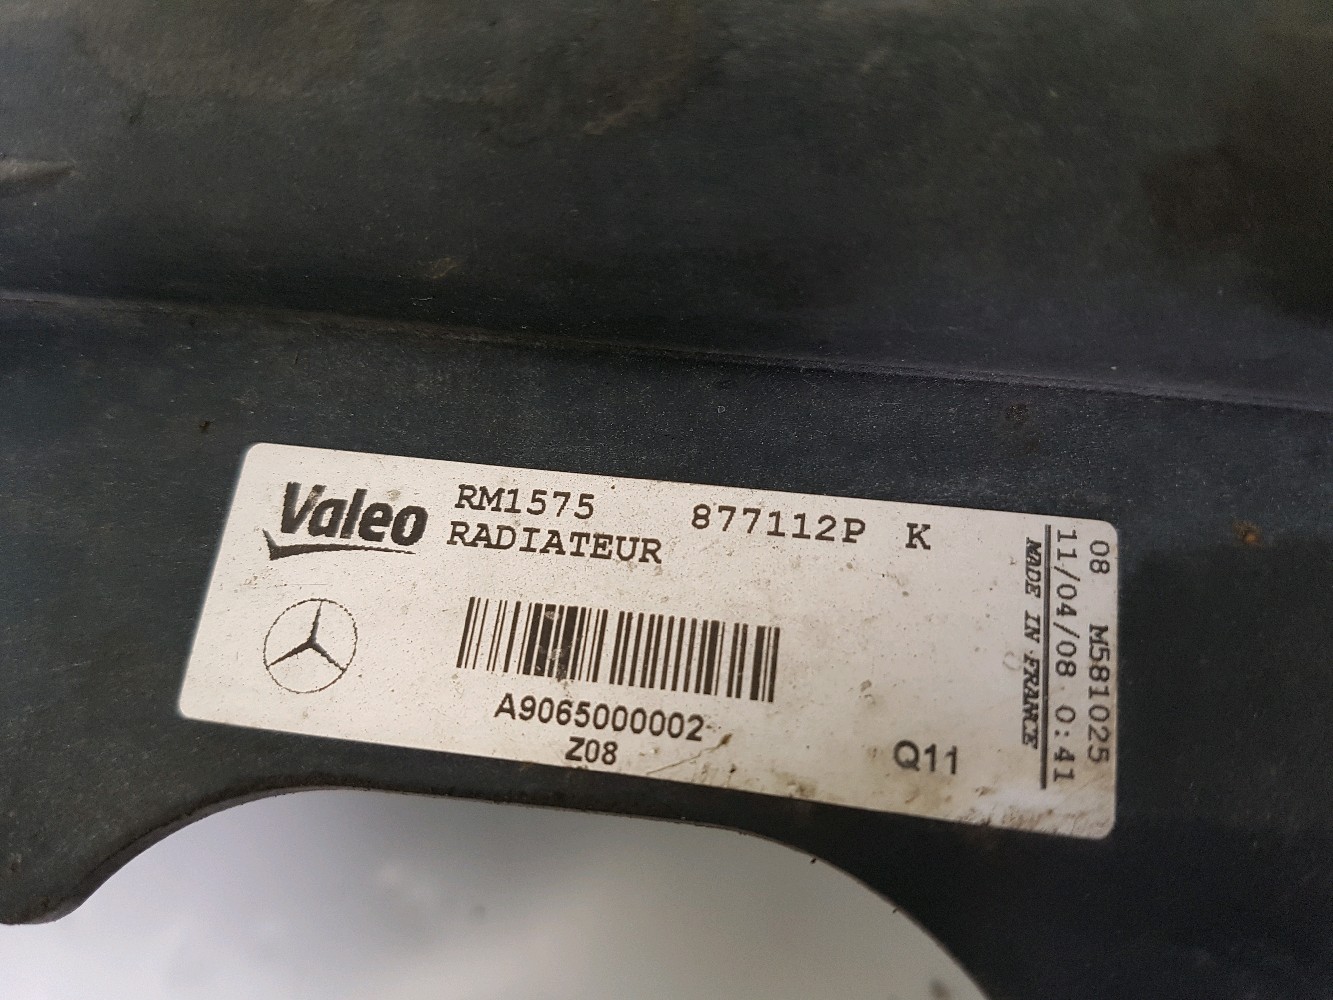 Valeo
RM1575 877112P K
RADIATEUR
A9065000002
Z08
Q11
08 M581025
11/04/08 0:41
MADE IN FRANCE